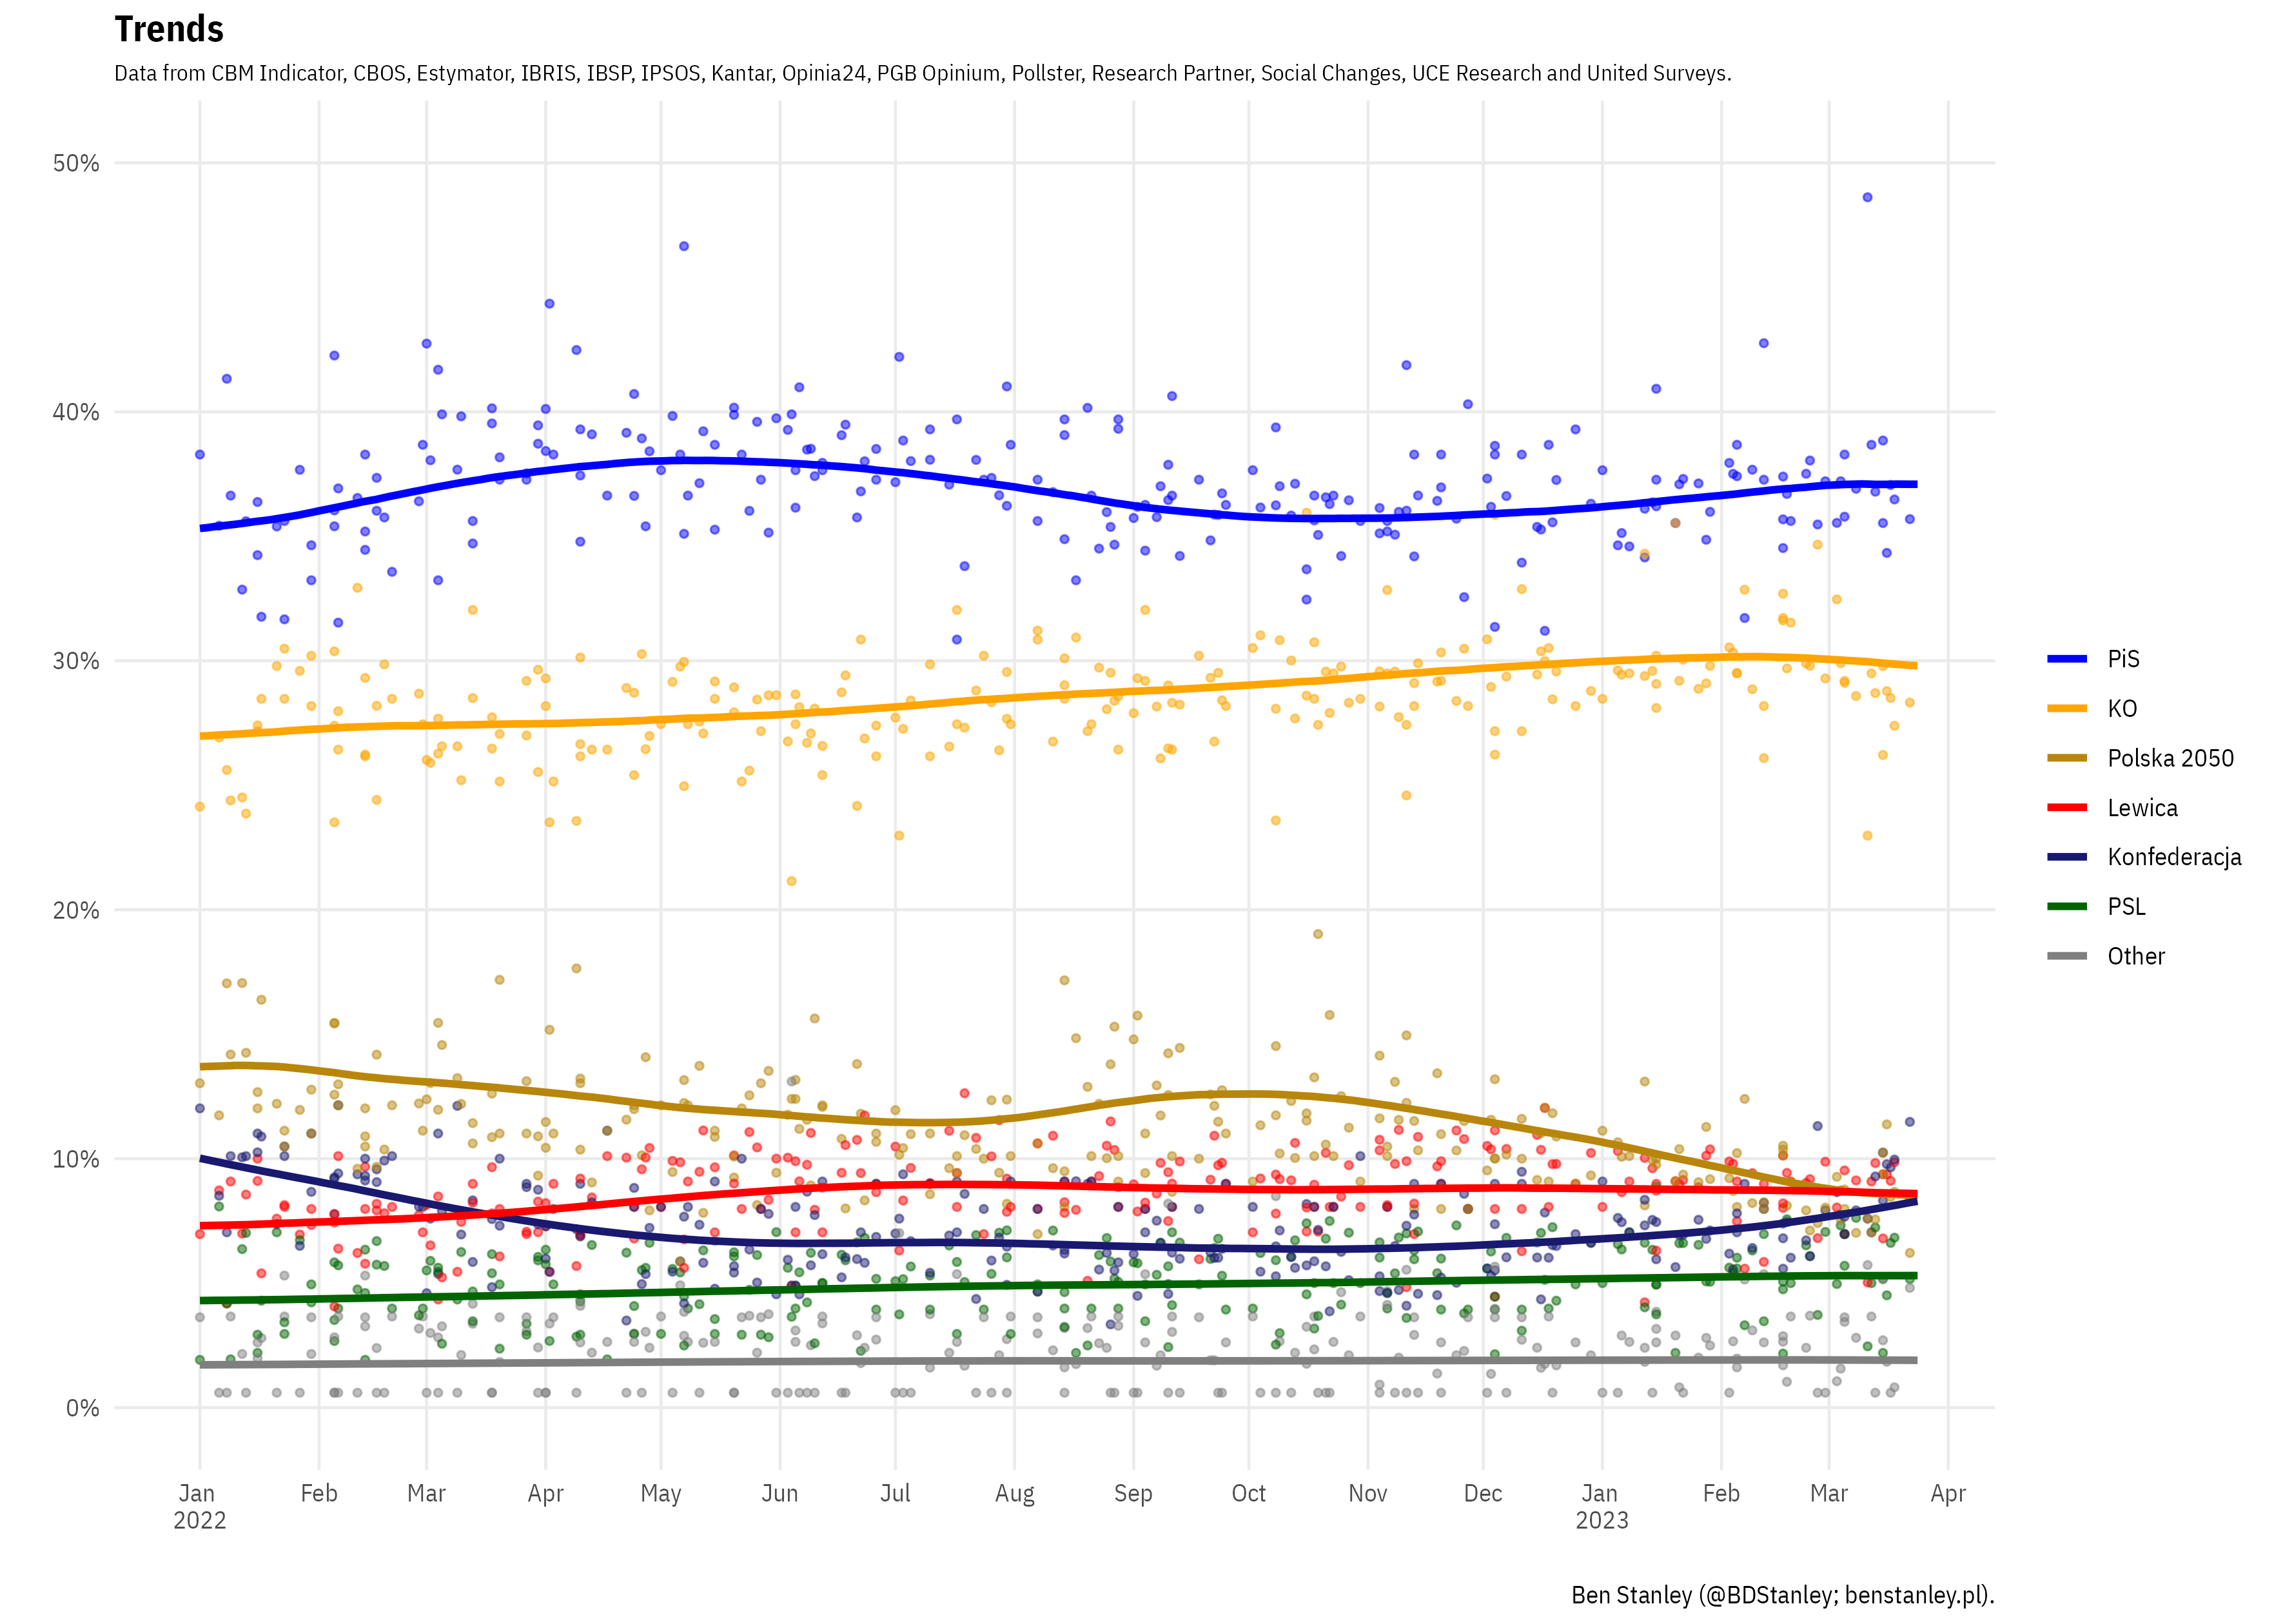 Trends
Data from CBM Indicator, CBOS, Estymator, IBRIS, IBSP, IPSOS, Kantar, Opinia24, PGB Opinium, Pollster, Research Partner, Social Changes, UCE Research and United Surveys.
50%
40%
30%
20%
10%
0%
PiS
KO
Polska 2050
Lewica
Konfederacja
PSL
Other
Jan Feb Mar Apr May Jun Jul Aug Sep Oct Nov Dec Jan Feb Mar Apr
2022 2023
Ben Stanley (@BDStanley; benstanley.pl).